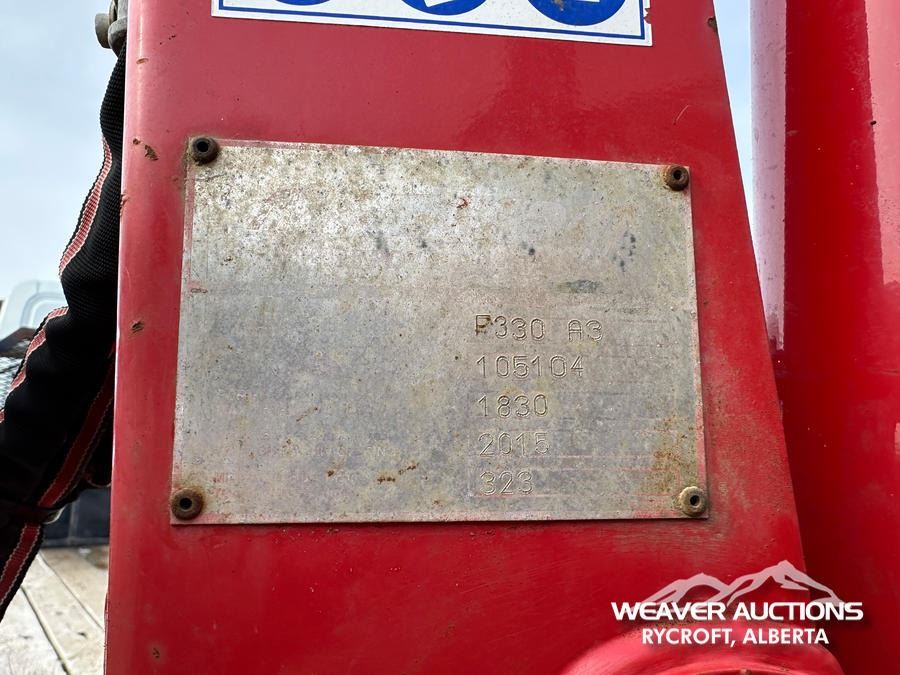 F330 A3
105104
1830
2015
323
WEAVER AUCTIONS
RYCROFT, ALBERTA